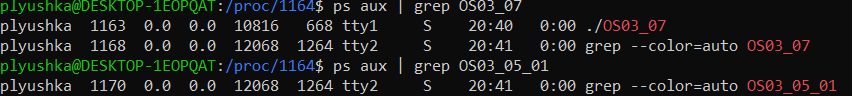 plyushka@DESKTOP-1EOPQAT:/proc/1164$ ps aux | grep OS03_07
plyushka  1163  0.0  0.0  10816   668 tty1     S    20:40   0:00 ./OS03_07
plyushka  1168  0.0  0.0  12068  1264 tty2     S    20:41   0:00 grep --color=auto OS03_07
plyushka@DESKTOP-1EOPQAT:/proc/1164$ ps aux | grep OS03_05_01
plyushka  1170  0.0  0.0  12068  1264 tty2     S    20:41   0:00 grep --color=auto OS03_05_01